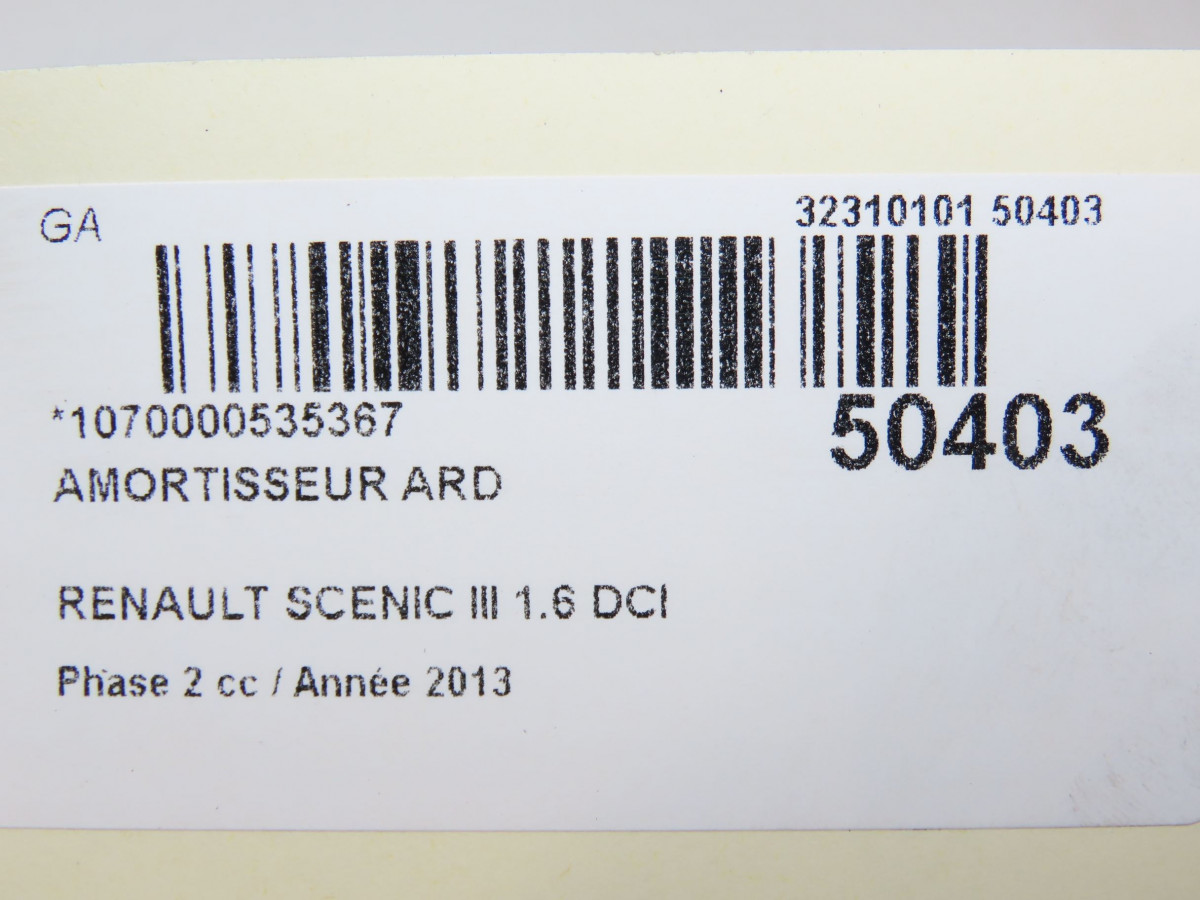 GA
32310101 50403
*1070000535367
50403
AMORTISSEUR ARD
RENAULT SCENIC III 1.6 DCI
Phase 2 cc / Année 2013